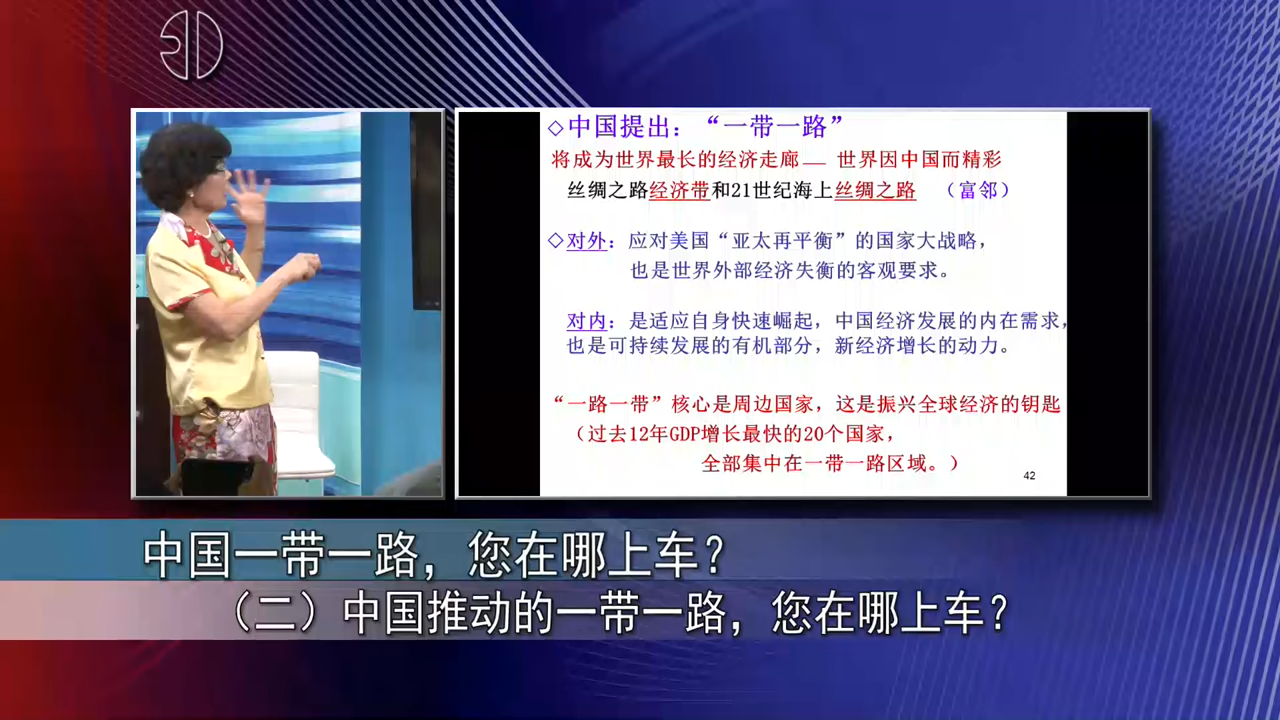 ◇中国提出：“一带一路”
将成为世界最长的经济走廊— 世界因中国而精彩
丝绸之路经济带和21世纪海上丝绸之路 （富邻）
◇对外：应对美国“亚太再平衡”的国家大战略，
也是世界外部经济失衡的客观要求。
对内：是适应自身快速崛起，中国经济发展的内在需求，
也是可持续发展的有机部分，新经济增长的动力。
“一路一带”核心是周边国家，这是振兴全球经济的钥匙
（过去12年GDP增长最快的20个国家，
全部集中在一带一路区域。）
42
中国一带一路，您在哪上车？
（二）中国推动的一带一路，您在哪上车？